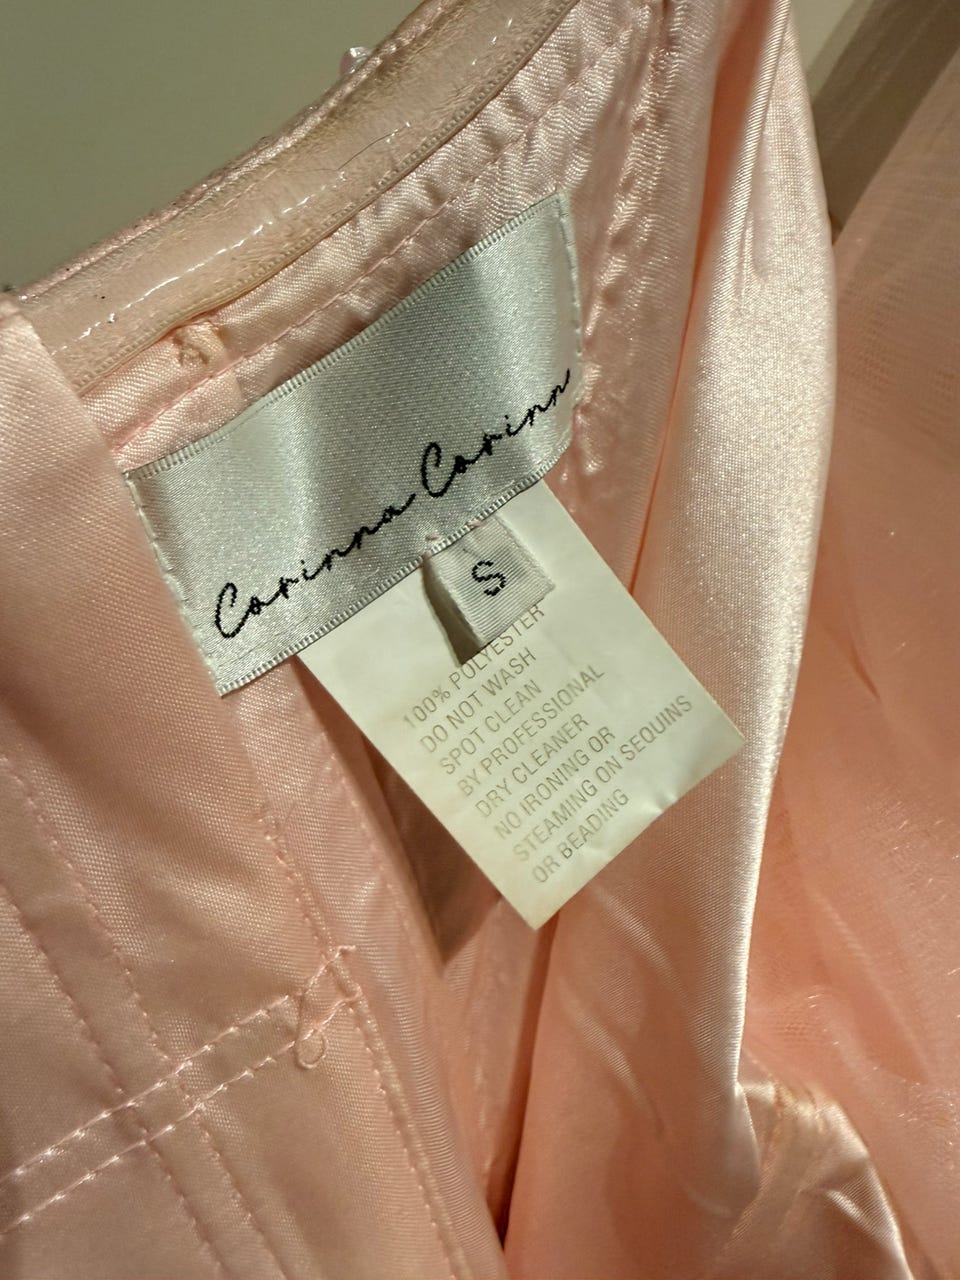 Corinna Corinn
S
100% POLYESTER
DO NOT WASH
SPOT CLEAN
BY PROFESSIONAL
DRY CLEANER
NO IRONING OR
STEAMING ON SEQUINS
OR BEADING